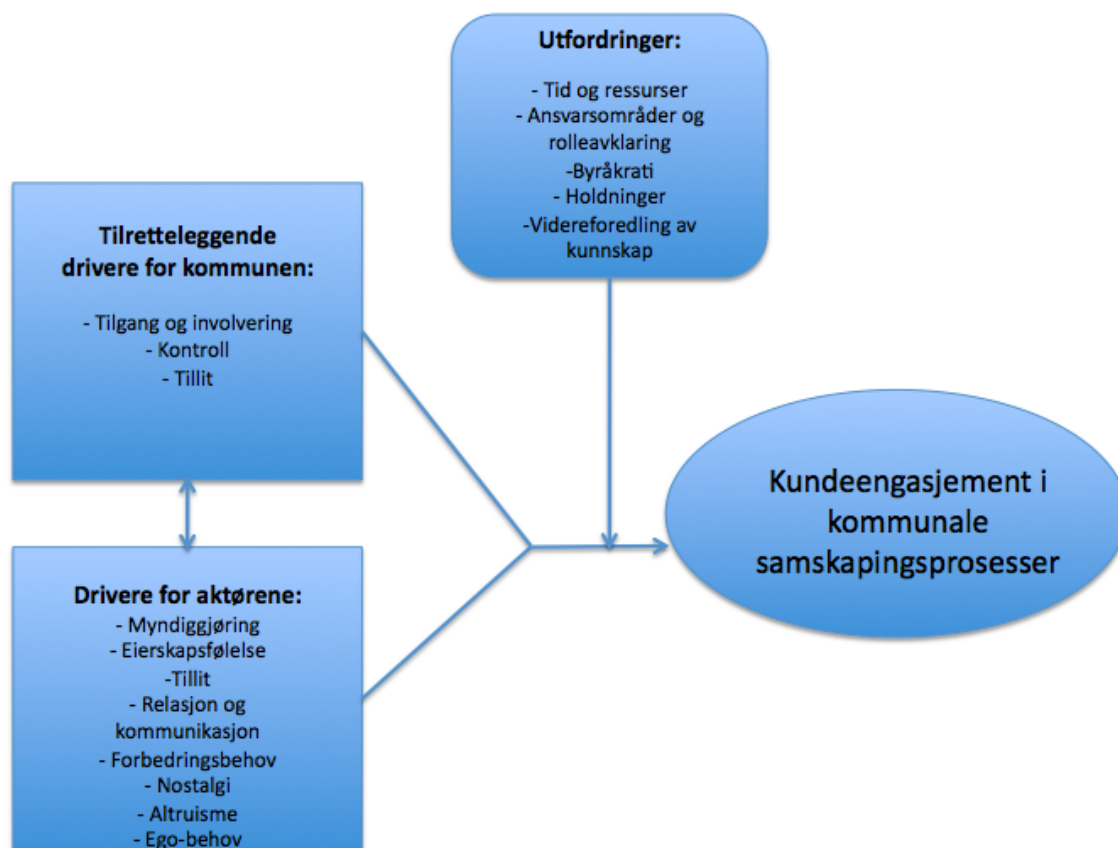 Utfordringer:
- Tid og ressurser
- Ansvarsområder og
rolleavklaring
-Byråkrati
- Holdninger
-Videreforedling av
kunnskap
Tilretteleggende
drivere for kommunen:
- Tilgang og involvering
- Kontroll
- Tillit
Drivere for aktørene:
- Myndiggjøring
- Eierskapsfølelse
-Tillit
- Relasjon og
kommunikasjon
- Forbedringsbehov
- Nostalgi
- Altruisme
- Ego-behov
Kundeengasjement i
kommunale
samskapingsprosesser